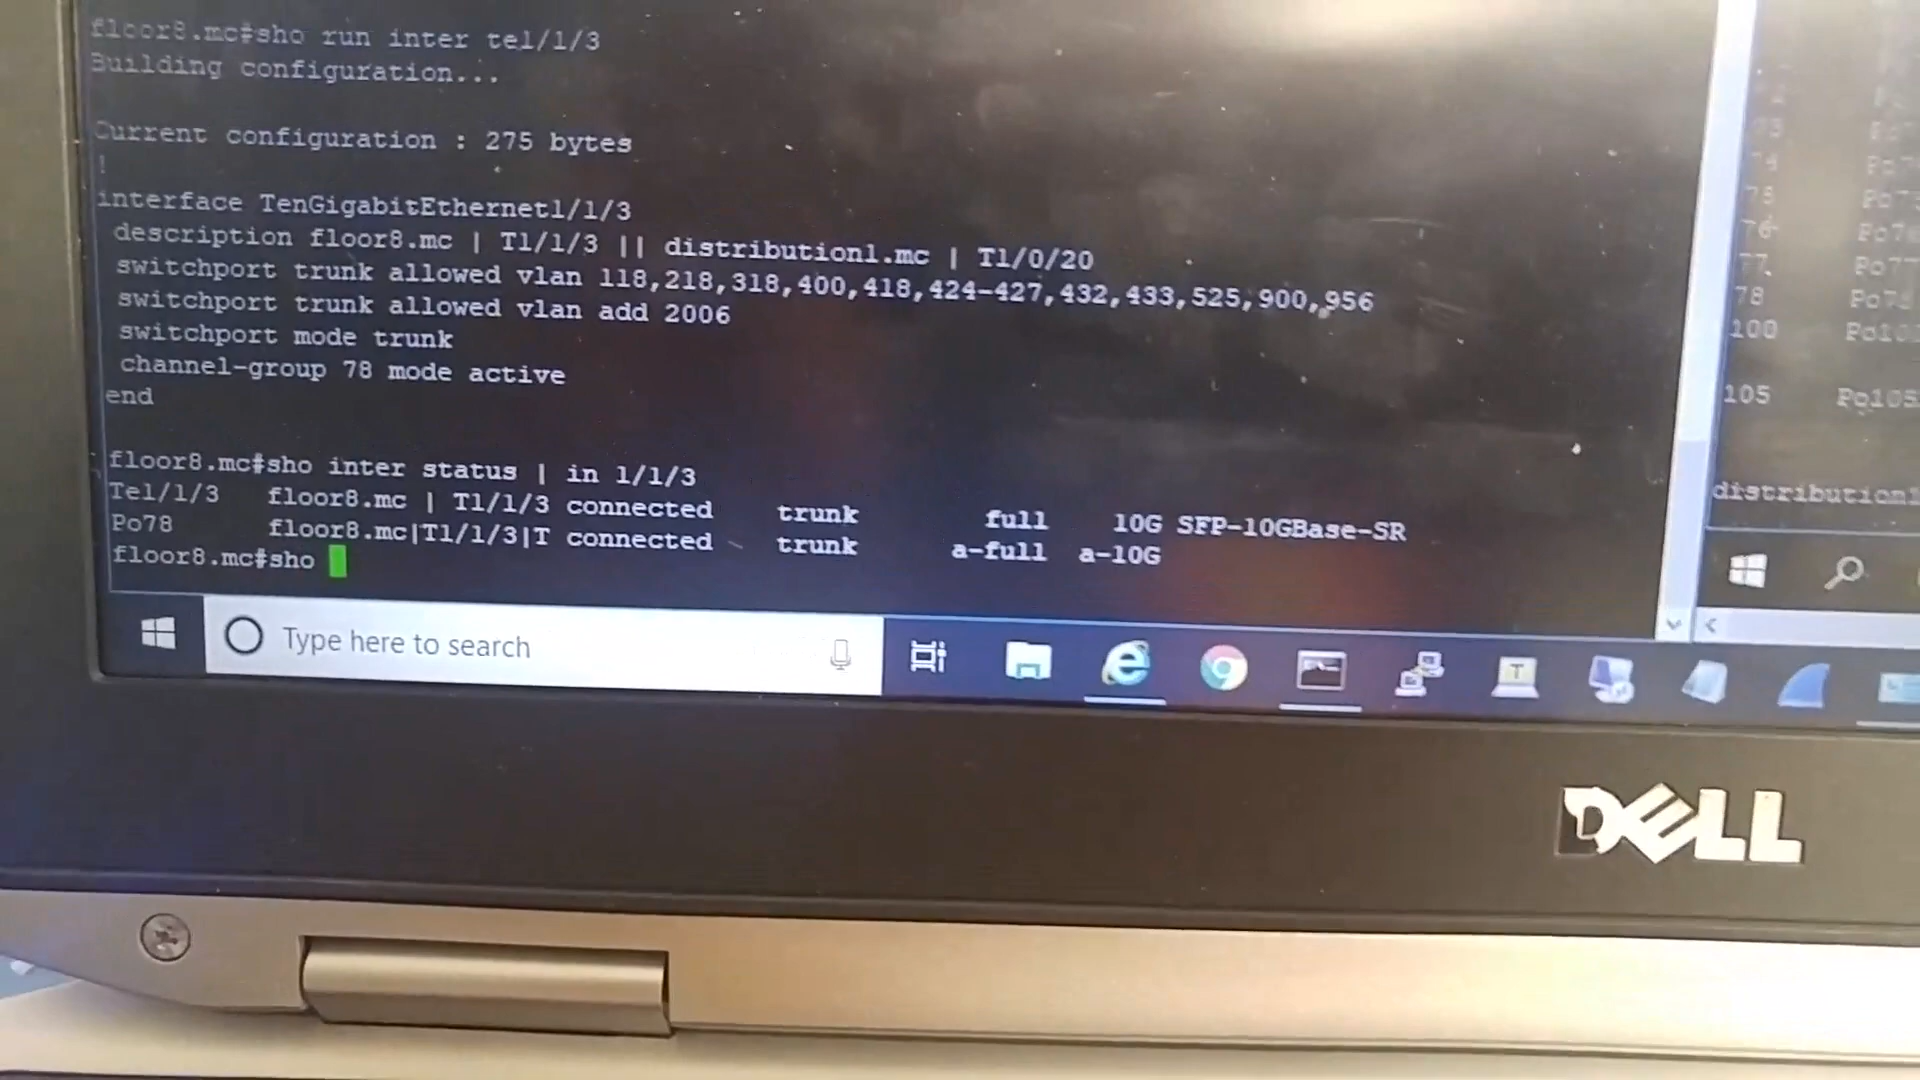 floor8.mc#sho run inter te1/1/3
Building configuration...
Current configuration : 275 bytes
!
interface TenGigabitEthernet1/1/3
description floor8.mc | T1/1/3 || distribution1.mc | T1/0/20
switchport trunk allowed vlan 118,218,318,400,418,424-427,432,433,525,900,956
switchport trunk allowed vlan add 2006
switchport mode trunk
channel-group 78 mode active
end
floor8.mc#sho inter status | in 1/1/3
Te1/1/3 floor8.mc | T1/1/3 connected trunk full 10G SFP-10GBase-SR
Po78 floor8.mc|T1/1/3|T connected trunk a-full a-10G
floor8.mc#sho
Type here to search
75
76
77
78
100
105 Po105
distribution1
DELL